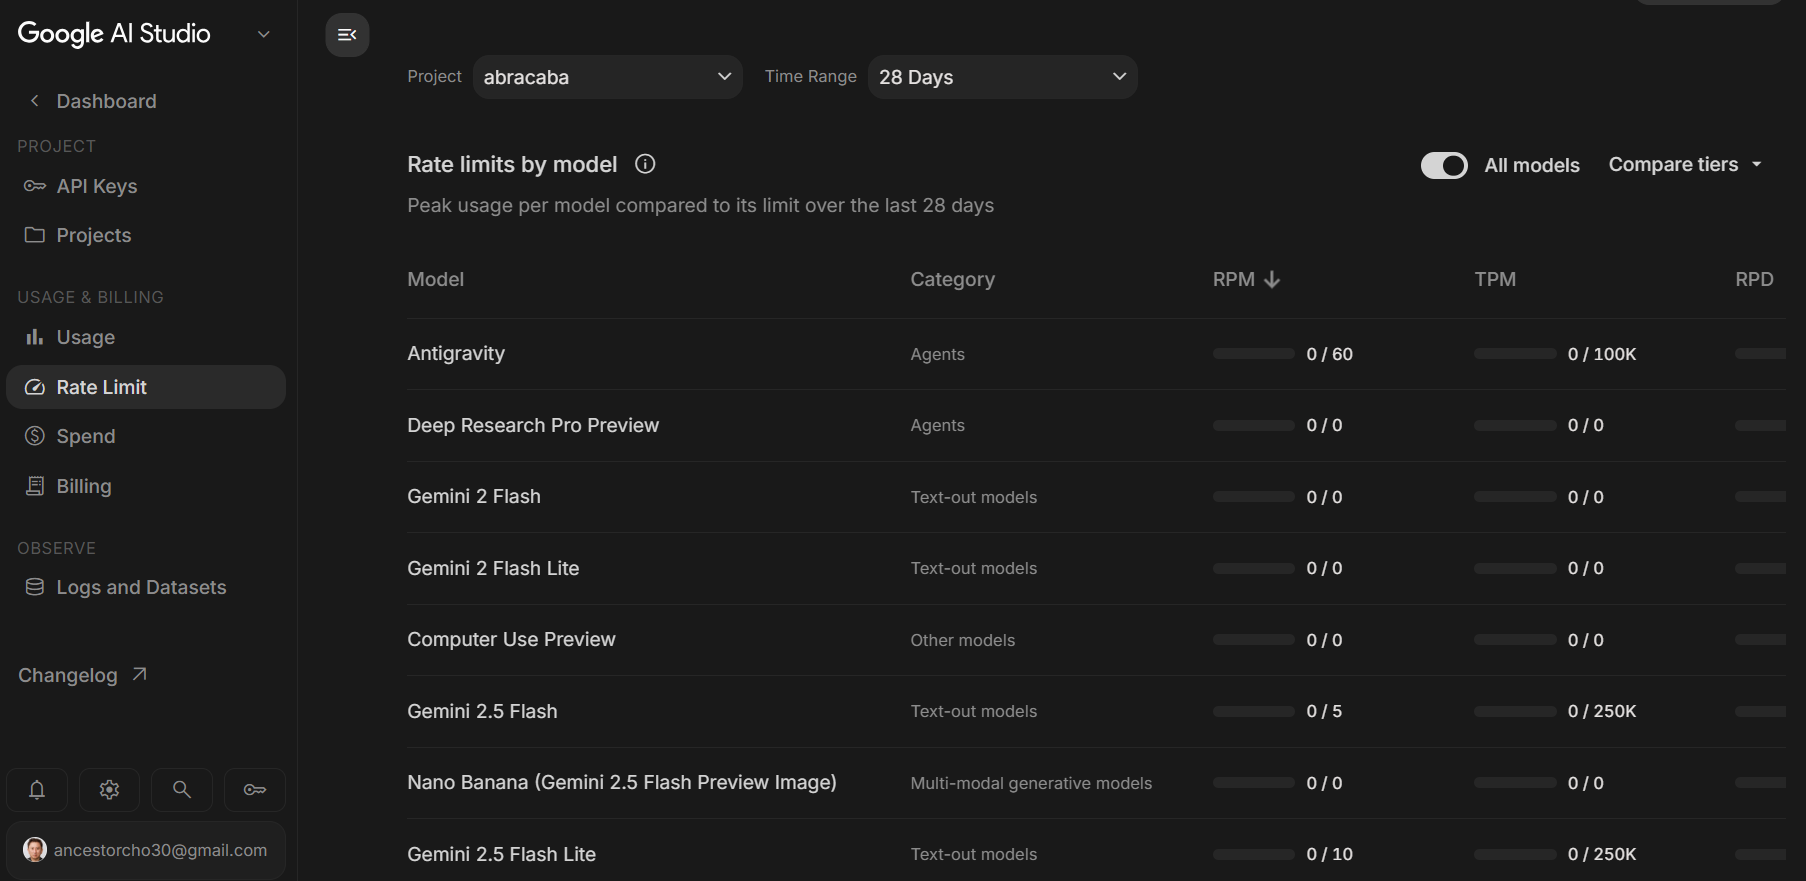 Google AI Studio
Dashboard
PROJECT
API Keys
Projects
USAGE & BILLING
Usage
Rate Limit
Spend
Billing
OBSERVE
Logs and Datasets
Changelog
ancestorcho30@gmail.com
Project abracaba Time Range 28 Days
Rate limits by model
All models Compare tiers
Peak usage per model compared to its limit over the last 28 days
Model Category RPM TPM RPD
Antigravity Agents 0 / 60 0 / 100K
Deep Research Pro Preview Agents 0 / 0 0 / 0
Gemini 2 Flash Text-out models 0 / 0 0 / 0
Gemini 2 Flash Lite Text-out models 0 / 0 0 / 0
Computer Use Preview Other models 0 / 0 0 / 0
Gemini 2.5 Flash Text-out models 0 / 5 0 / 250K
Nano Banana (Gemini 2.5 Flash Preview Image) Multi-modal generative models 0 / 0 0 / 0
Gemini 2.5 Flash Lite Text-out models 0 / 10 0 / 250K